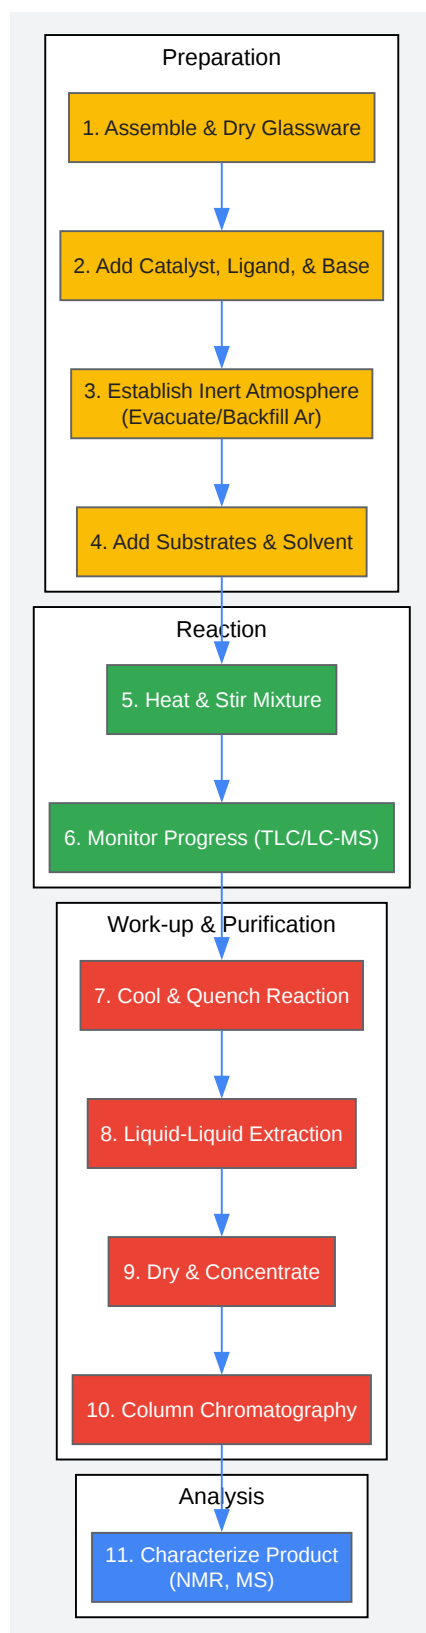 Preparation
1. Assemble & Dry Glassware
2. Add Catalyst, Ligand, & Base
3. Establish Inert Atmosphere
(Evacuate/Backfill Ar)
4. Add Substrates & Solvent
Reaction
5. Heat & Stir Mixture
6. Monitor Progress (TLC/LC-MS)
Work-up & Purification
7. Cool & Quench Reaction
8. Liquid-Liquid Extraction
9. Dry & Concentrate
10. Column Chromatography
Analysis
11. Characterize Product
(NMR, MS)